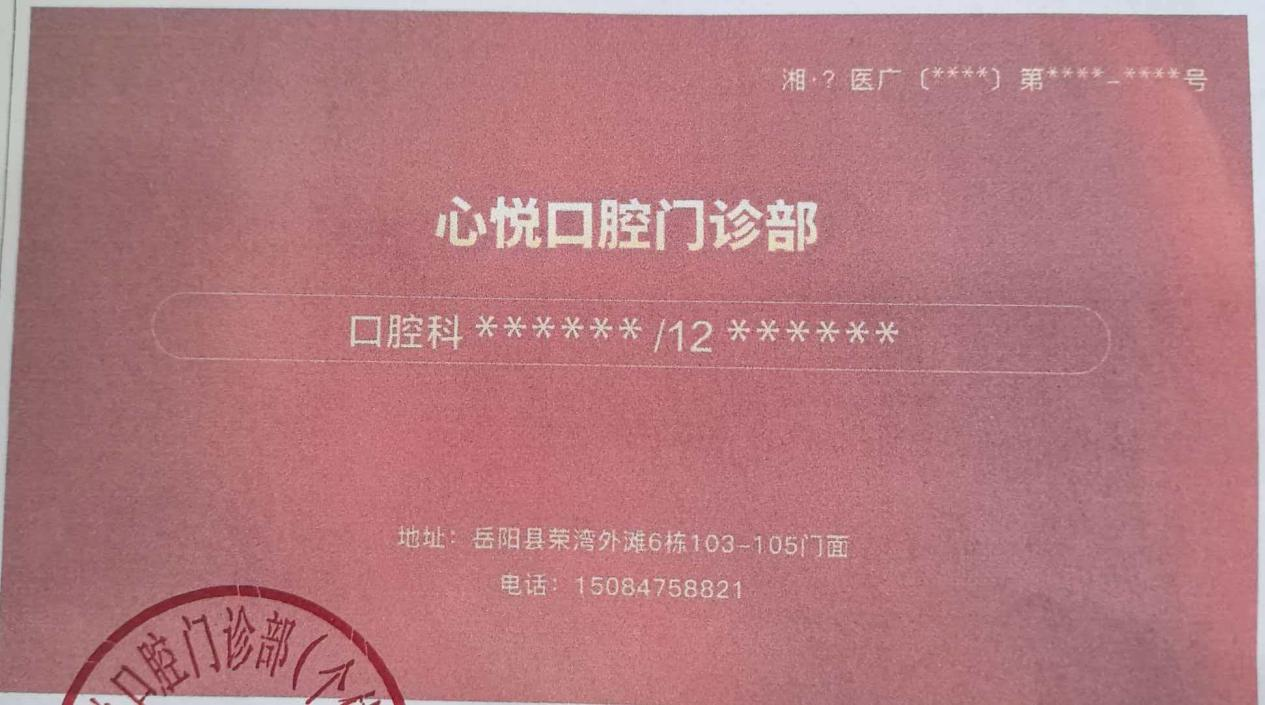 湘·?医广〔****〕第****-****号
心悦口腔门诊部
口腔科******/12******
地址：岳阳县荣湾外滩6栋103-105门面
电话：15084758821
口腔门诊部（个